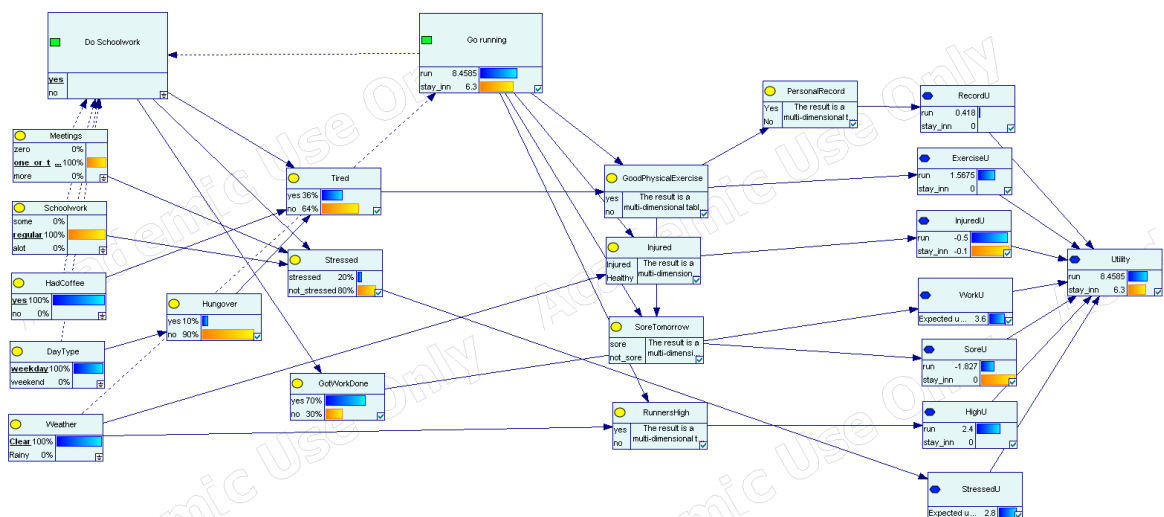 Do Schoolwork
yes
no
Go running
run 8.4585
stay_inn 6.3
Meetings
zero 0%
one_or_t ... 100%
more 0%
Schoolwork
some 0%
regular 100%
alot 0%
HadCoffee
yes 100%
no 0%
DayType
weekday 100%
weekend 0%
Weather
Clear 100%
Rainy 0%
Hungover
yes 10%
no 90%
Tired
yes 36%
no 64%
Stressed
stressed 20%
not_stressed 80%
GotWorkDone
yes 70%
no 30%
PersonalRecord
Yes
No
The result is a
multi-dimensional t...
GoodPhysicalExercise
yes
no
The result is a
multi-dimensional tabl...
Injured
Injured
Healthy
The result is a
multi-dimension...
SoreTomorrow
sore
not_sore
The result is a
multi-dimensi...
RunnersHigh
yes
no
The result is a
multi-dimensional t...
RecordU
run 0.418
stay_inn 0
ExerciseU
run 1.5675
stay_inn 0
InjuredU
run -0.5
stay_inn -0.1
WorkU
Expected u... 3.6
SoreU
run -1.827
stay_inn 0
HighU
run 2.4
stay_inn 0
StressedU
Expected u... 2.8
Utility
run 8.4585
stay_inn 6.3
Academic Use Only